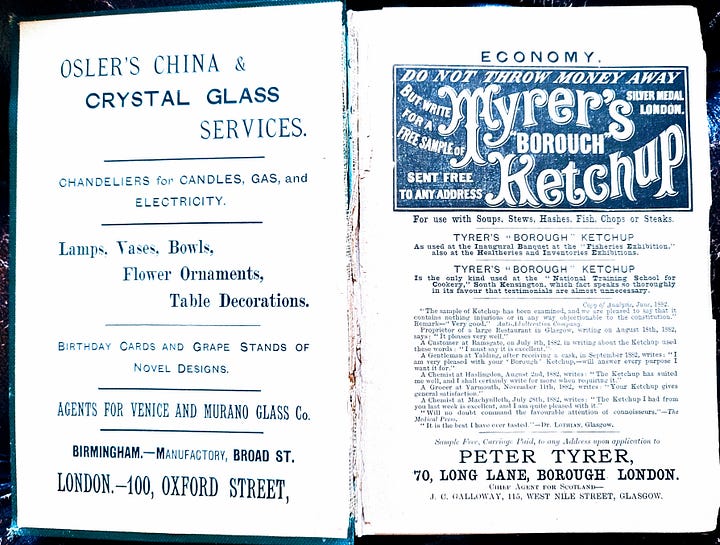 OSLER'S CHINA &
CRYSTAL GLASS
SERVICES.
CHANDELIERS for CANDLES, GAS, and
ELECTRICITY.
Lamps, Vases, Bowls,
Flower Ornaments,
Table Decorations.
BIRTHDAY CARDS AND GRAPE STANDS OF
NOVEL DESIGNS.
AGENTS FOR VENICE AND MURANO GLASS Co.
BIRMINGHAM.—MANUFACTORY, BROAD ST.
LONDON.—100, OXFORD STREET,
ECONOMY.
DO NOT THROW MONEY AWAY
BUT WRITE
FOR A
FREE SAMPLE OF
SENT FREE
TO ANY ADDRESS
Tyrer's
"BOROUGH"
Ketchup
SILVER MEDAL
LONDON.
For use with Soups, Stews, Hashes, Fish, Chops or Steaks.
TYRER'S "BOROUGH" KETCHUP
As used at the Inaugural Banquet at the "Fisheries Exhibition,"
also at the Healtheries and Inventories Exhibitions.
TYRER'S "BOROUGH" KETCHUP
Is the only kind used at the "National Training School for
Cookery," South Kensington, which fact speaks so thoroughly
in its favour that testimonials are almost unnecessary.
Copy of Analysis, June, 1882.
"The sample of Ketchup has been examined, and we are pleased to say that it
contains nothing injurious or in any way objectionable to the constitution."
Remark—"Very good." Anti-Adulteration Company.
Proprietor of a large Restaurant in Glasgow, writing on August 18th, 1882,
says: "It pleases very well."
A Customer at Ramsgate, on July 4th, 1882, in writing about the Ketchup used
these words: "I must say it is excellent."
A Gentleman at Yalding, after receiving a cask, in September 1882, writes: "I
am very pleased with your 'Borough' Ketchup,—will answer every purpose I
want it for."
A Chemist at Haslingdon, August 2nd, 1882, writes: "The Ketchup has suited
me well, and I shall certainly write for more when requiring it."
A Grocer at Yarmouth, November 11th, 1882, writes: "Your Ketchup gives
general satisfaction."
A Chemist at Machynlleth, July 28th, 1882, writes: "The Ketchup I had from
you last week is excellent, and I am quite pleased with it."
"Will no doubt command the favourable attention of connoisseurs."—The
Medical Press.
"It is the best I have ever tasted."—DR. LOTHIAN, Glasgow.
Sample Free, Carriage Paid, to any Address upon application to
PETER TYRER,
70, LONG LANE, BOROUGH LONDON.
CHIEF AGENT FOR SCOTLAND—
J. C. GALLOWAY, 115, WEST NILE STREET, GLASGOW.